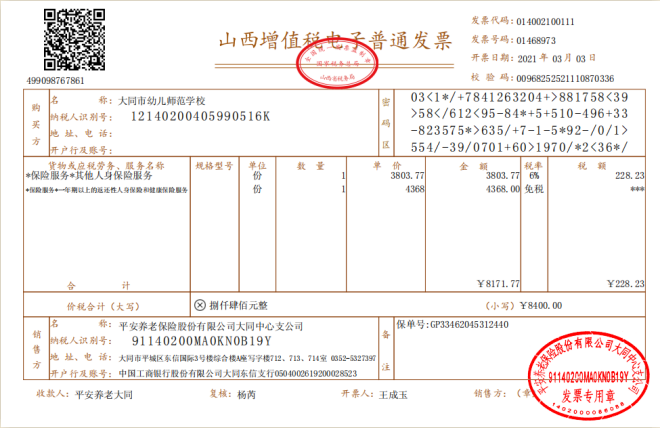 山西增值税电子普通发票
全国统一发票监制章
国家税务总局
山西省税务局
发票代码: 014002100111
发票号码: 01468973
开票日期: 2021 年 03 月 03 日
校 验 码: 00968252521110870336
499098767861
购买方
名 称: 大同市幼儿师范学校
纳税人识别号: 12140200405990516K
地 址、电 话:
开户行及账号:
密码区
03<1*/+7841263204+>881758<39
>58</612<95-84*+5+510-496+33
-823575*>635/+7-1-5*92-/0/1>
554/-39/0701+60>1970/*2<36*/
货物或应税劳务、服务名称 规格型号 单位 数 量 单 价 金 额 税率 税 额
*保险服务*其他人身保险服务 份 1 3803.77 3803.77 6% 228.23
*保险服务*一年期以上的返还性人身保险和健康保险服务 份 1 4368 4368.00 免税 ***
合 计 ￥8171.77 ￥228.23
价税合计（大写） ⊗ 捌仟肆佰元整 （小写）￥8400.00
销售方
名 称: 平安养老保险股份有限公司大同中心支公司
纳税人识别号: 91140200MA0KN0B19Y
地 址、电 话: 大同市平城区东信国际3号楼综合楼A座写字楼712、713、714室 0352-5327397
开户行及账号: 中国工商银行股份有限公司大同东信支行0504002619200028523
备注
保单号:GP33462045312440
收款人: 平安养老大同 复核: 杨芮 开票人: 王成玉 销售方: （章
平安养老保险股份有限公司大同中心支公司
91140200MA0KN0B19Y
发票专用章
1402000086088